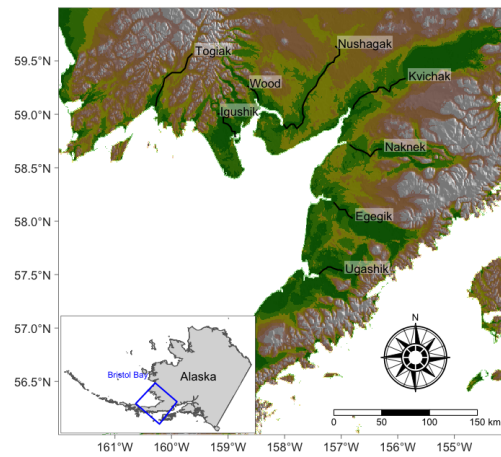 59.5°N
59.0°N
58.5°N
58.0°N
57.5°N
57.0°N
56.5°N
Togiak
Nushagak
Kvichak
Wood
Igushik
Naknek
Egegik
Ugashik
Bristol Bay
Alaska
N
0 50 100 150 km
161°W 160°W 159°W 158°W 157°W 156°W 155°W